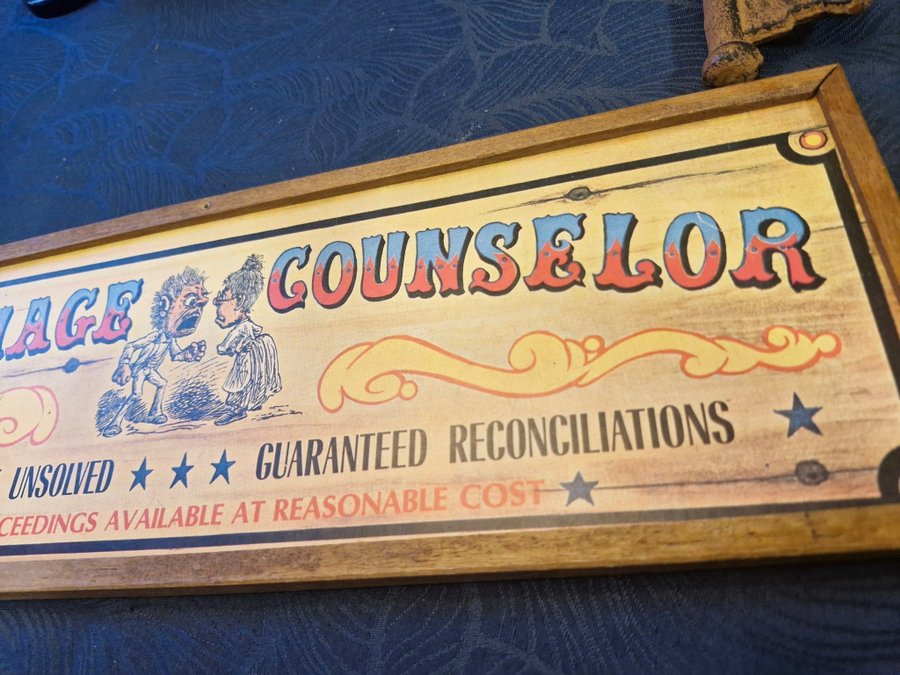 IAGE COUNSELOR
UNSOLVED ★ ★ ★ GUARANTEED RECONCILIATIONS ★
CEEDINGS AVAILABLE AT REASONABLE COST ★